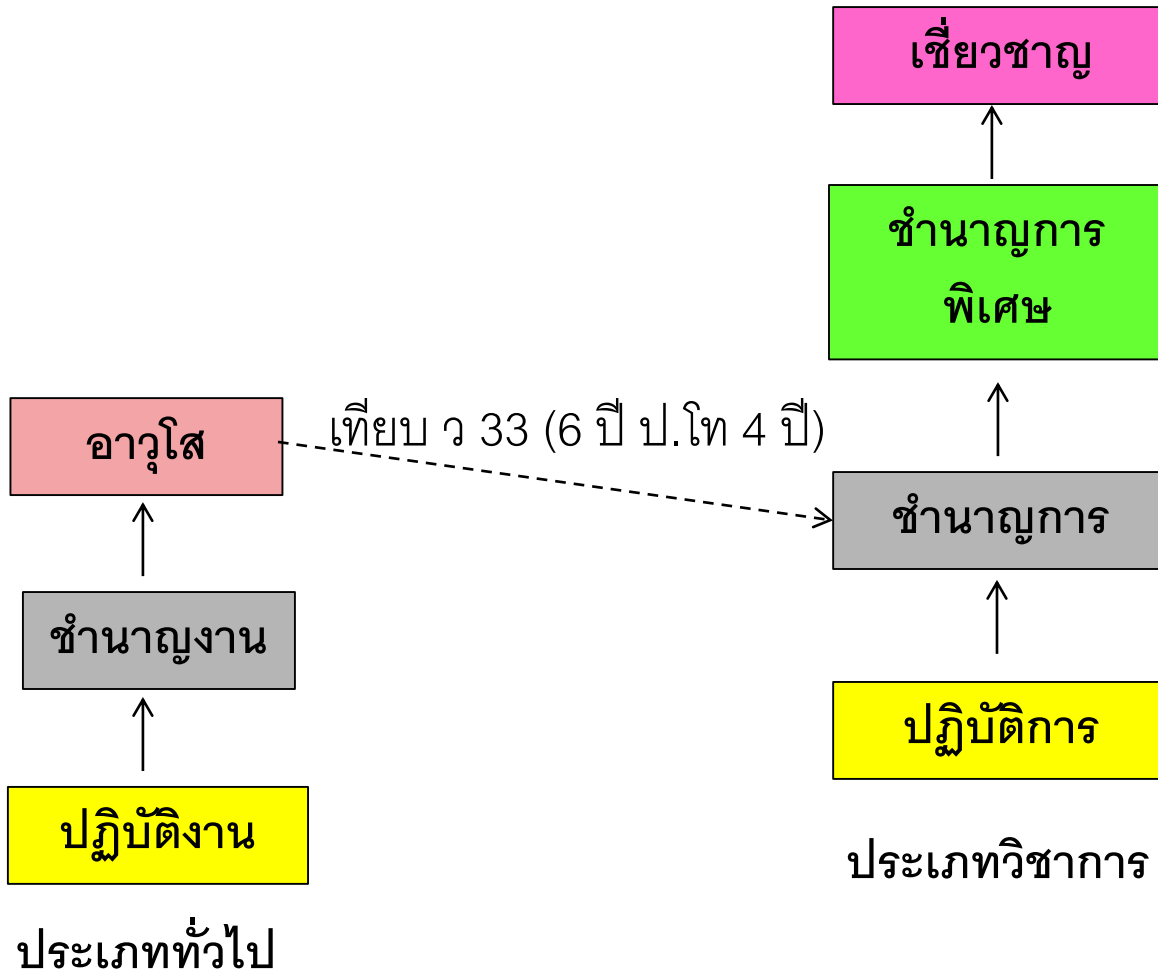 เชี่ยวชาญ
ชำนาญการ
พิเศษ
อาวุโส
เทียบ ว 33 (6 ปี ป.โท 4 ปี)
ชำนาญการ
ชำนาญงาน
ปฏิบัติการ
ปฏิบัติงาน
ประเภทวิชาการ
ประเภททั่วไป